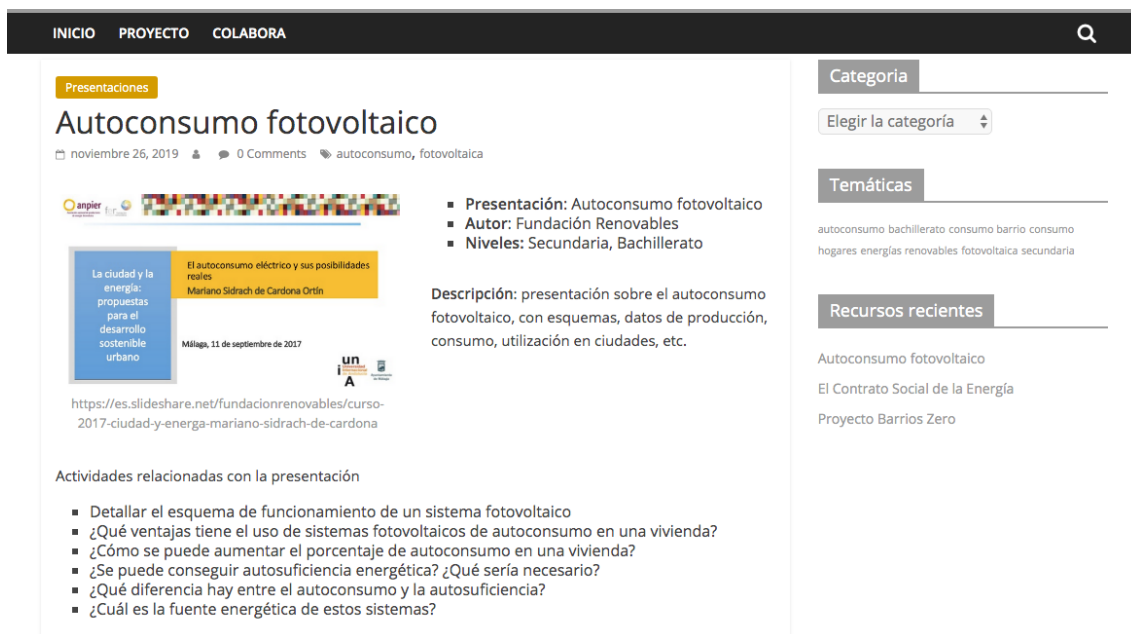 INICIO PROYECTO COLABORA
Presentaciones
Autoconsumo fotovoltaico
noviembre 26, 2019 0 Comments autoconsumo, fotovoltaica
anpier
La ciudad y la
energía:
propuestas
para el
desarrollo
sostenible
urbano
El autoconsumo eléctrico y sus posibilidades
reales
Mariano Sidrach de Cardona Ortín
Málaga, 11 de septiembre de 2017
un
i
A
https://es.slideshare.net/fundacionrenovables/curso-
2017-ciudad-y-energa-mariano-sidrach-de-cardona
Presentación: Autoconsumo fotovoltaico
Autor: Fundación Renovables
Niveles: Secundaria, Bachillerato
Descripción: presentación sobre el autoconsumo
fotovoltaico, con esquemas, datos de producción,
consumo, utilización en ciudades, etc.
Actividades relacionadas con la presentación
Detallar el esquema de funcionamiento de un sistema fotovoltaico
¿Qué ventajas tiene el uso de sistemas fotovoltaicos de autoconsumo en una vivienda?
¿Cómo se puede aumentar el porcentaje de autoconsumo en una vivienda?
¿Se puede conseguir autosuficiencia energética? ¿Qué sería necesario?
¿Qué diferencia hay entre el autoconsumo y la autosuficiencia?
¿Cuál es la fuente energética de estos sistemas?
Categoria
Elegir la categoría
Temáticas
autoconsumo bachillerato consumo barrio consumo
hogares energías renovables fotovoltaica secundaria
Recursos recientes
Autoconsumo fotovoltaico
El Contrato Social de la Energía
Proyecto Barrios Zero